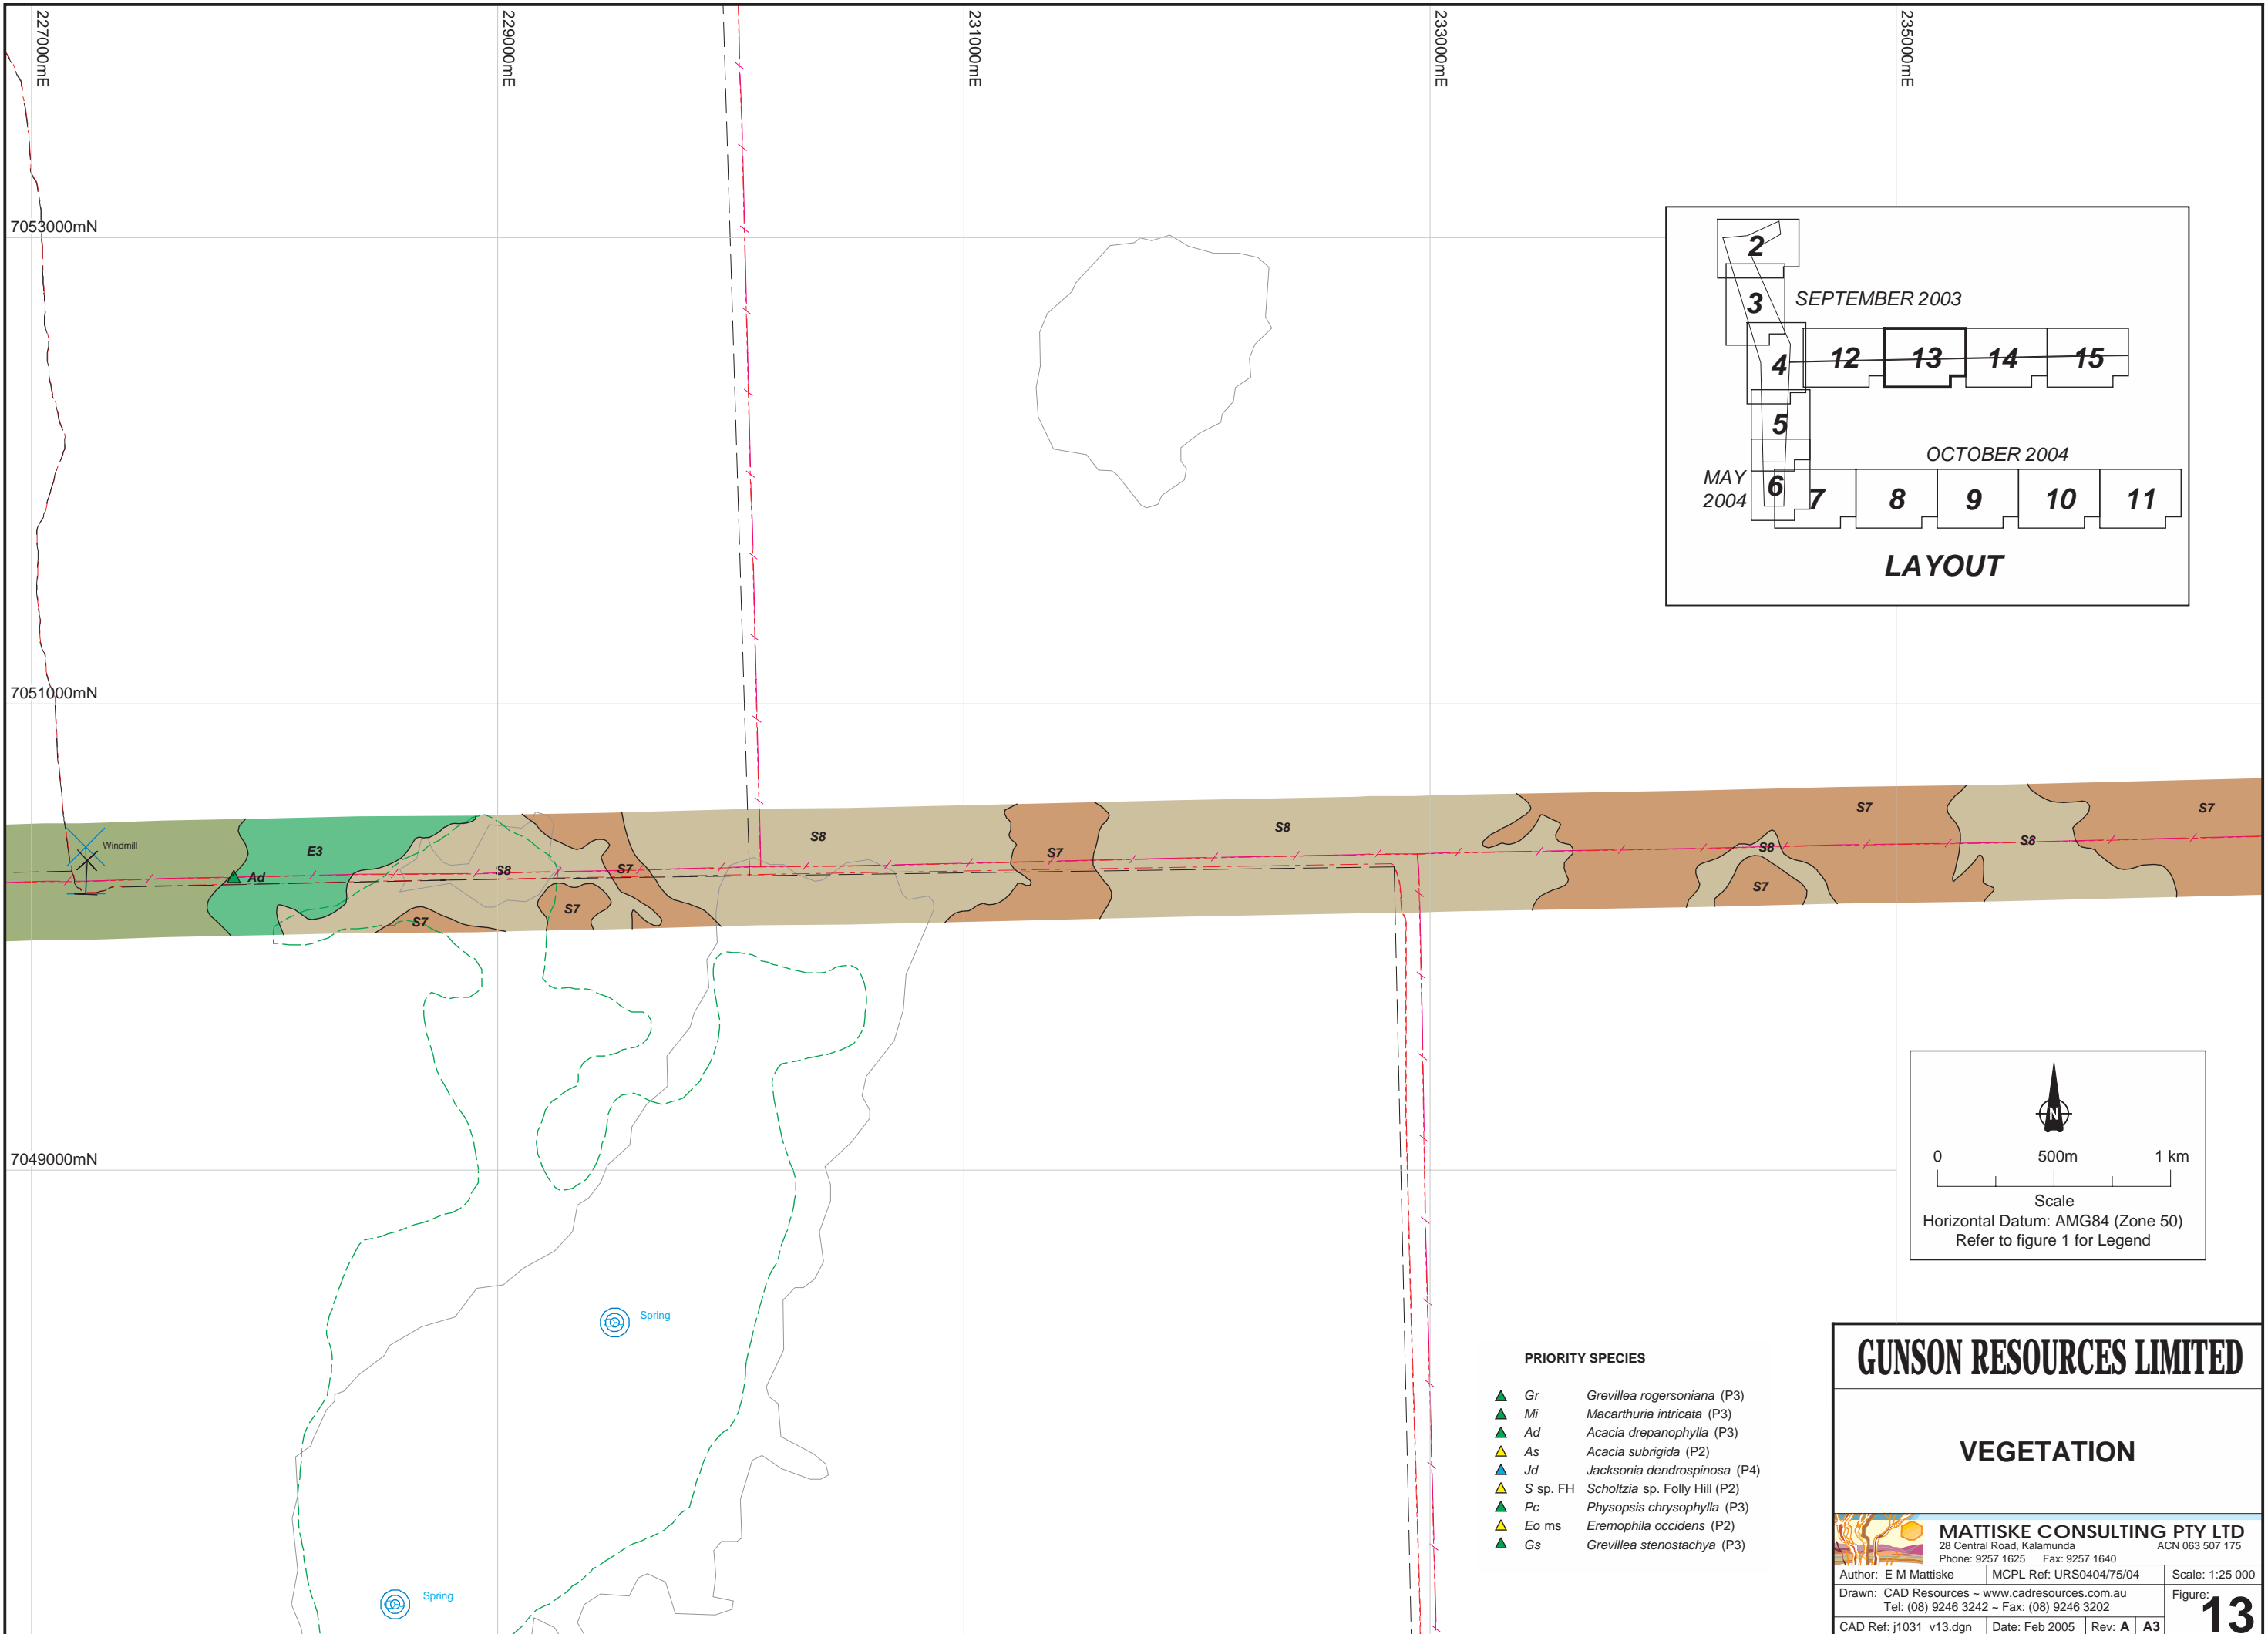 227000mE
229000mE
231000mE
233000mE
235000mE
7053000mN
7051000mN
7049000mN
2
3
SEPTEMBER 2003
4
12
13
14
15
5
OCTOBER 2004
MAY
2004
6
7
8
9
10
11
LAYOUT
Windmill
E3
Ad
S8
S7
S7
S7
S8
S7
S8
S7
S8
S7
S8
S7
Spring
Spring
N
0 500m 1 km
Scale
Horizontal Datum: AMG84 (Zone 50)
Refer to figure 1 for Legend
PRIORITY SPECIES
Gr Grevillea rogersoniana (P3)
Mi Macarthuria intricata (P3)
Ad Acacia drepanophylla (P3)
As Acacia subrigida (P2)
Jd Jacksonia dendrospinosa (P4)
S sp. FH Scholtzia sp. Folly Hill (P2)
Pc Physopsis chrysophylla (P3)
Eo ms Eremophila occidens (P2)
Gs Grevillea stenostachya (P3)
GUNSON RESOURCES LIMITED
VEGETATION
MATTISKE CONSULTING PTY LTD
28 Central Road, Kalamunda ACN 063 507 175
Phone: 9257 1625 Fax: 9257 1640
Author: E M Mattiske MCPL Ref: URS0404/75/04 Scale: 1:25 000
Drawn: CAD Resources ~ www.cadresources.com.au
Tel: (08) 9246 3242 ~ Fax: (08) 9246 3202
Figure: 13
CAD Ref: j1031_v13.dgn Date: Feb 2005 Rev: A A3